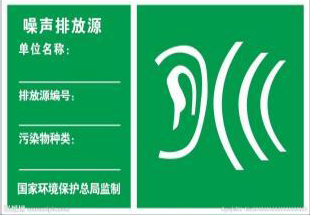 噪声排放源
单位名称：
排放源编号：
污染物种类：
国家环境保护总局监制